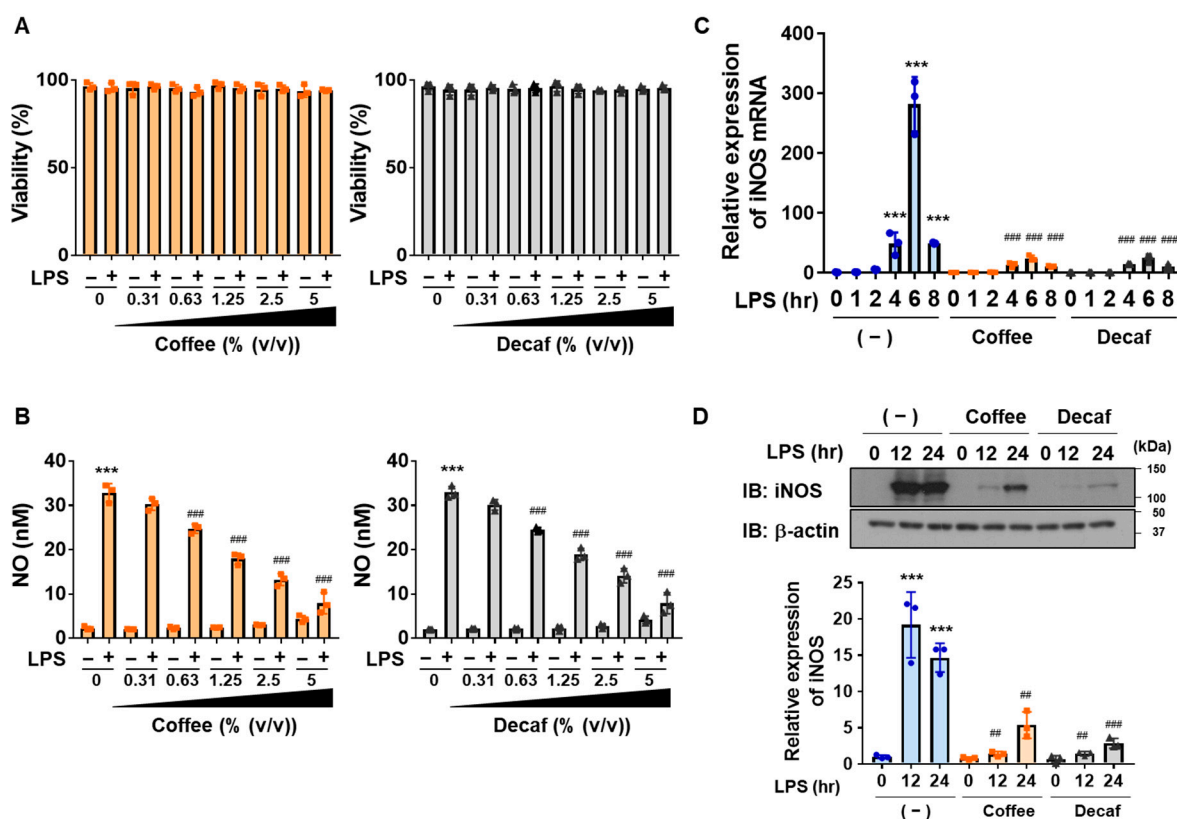 A
Viability (%)
100
50
0
LPS – + – + – + – + – + – +
0 0.31 0.63 1.25 2.5 5
Coffee (% (v/v))
Viability (%)
100
50
0
LPS – + – + – + – + – + – +
0 0.31 0.63 1.25 2.5 5
Decaf (% (v/v))
B
NO (nM)
40
30
20
10
0
*** ### ### ### ###
LPS – + – + – + – + – + – +
0 0.31 0.63 1.25 2.5 5
Coffee (% (v/v))
NO (nM)
40
30
20
10
0
*** ### ### ### ###
LPS – + – + – + – + – + – +
0 0.31 0.63 1.25 2.5 5
Decaf (% (v/v))
C
Relative expression
of iNOS mRNA
400
300
200
100
0
*** *** *** ### ### ### ### ### ###
LPS (hr) 0 1 2 4 6 8 0 1 2 4 6 8 0 1 2 4 6 8
(–) Coffee Decaf
D
(–) Coffee Decaf
LPS (hr) 0 12 24 0 12 24 0 12 24 (kDa)
IB: iNOS
150
100
IB: β-actin
50
37
Relative expression
of iNOS
25
20
15
10
5
0
*** *** ## ## ## ###
LPS (hr) 0 12 24 0 12 24 0 12 24
(–) Coffee Decaf